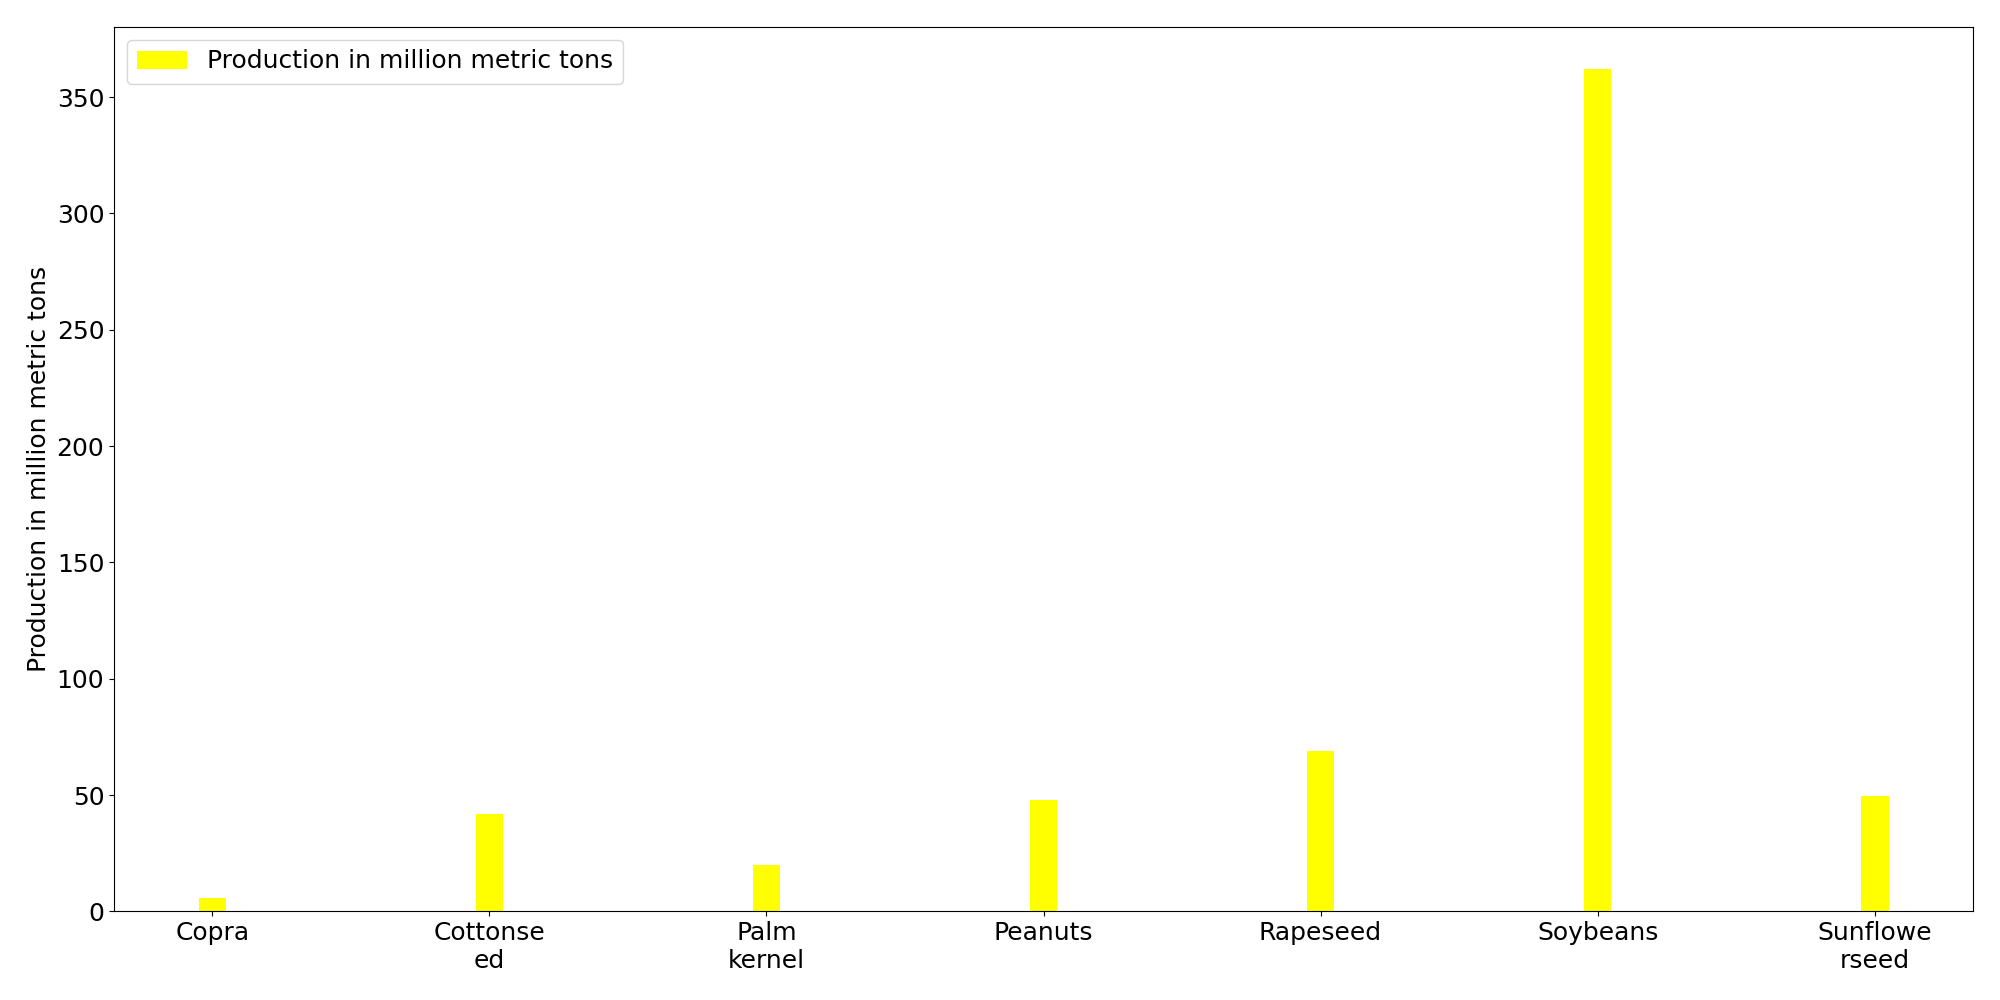 Production in million metric tons
Production in million metric tons
350
300
250
200
150
100
50
0
Copra
Cottonse
ed
Palm
kernel
Peanuts
Rapeseed
Soybeans
Sunflowe
rseed